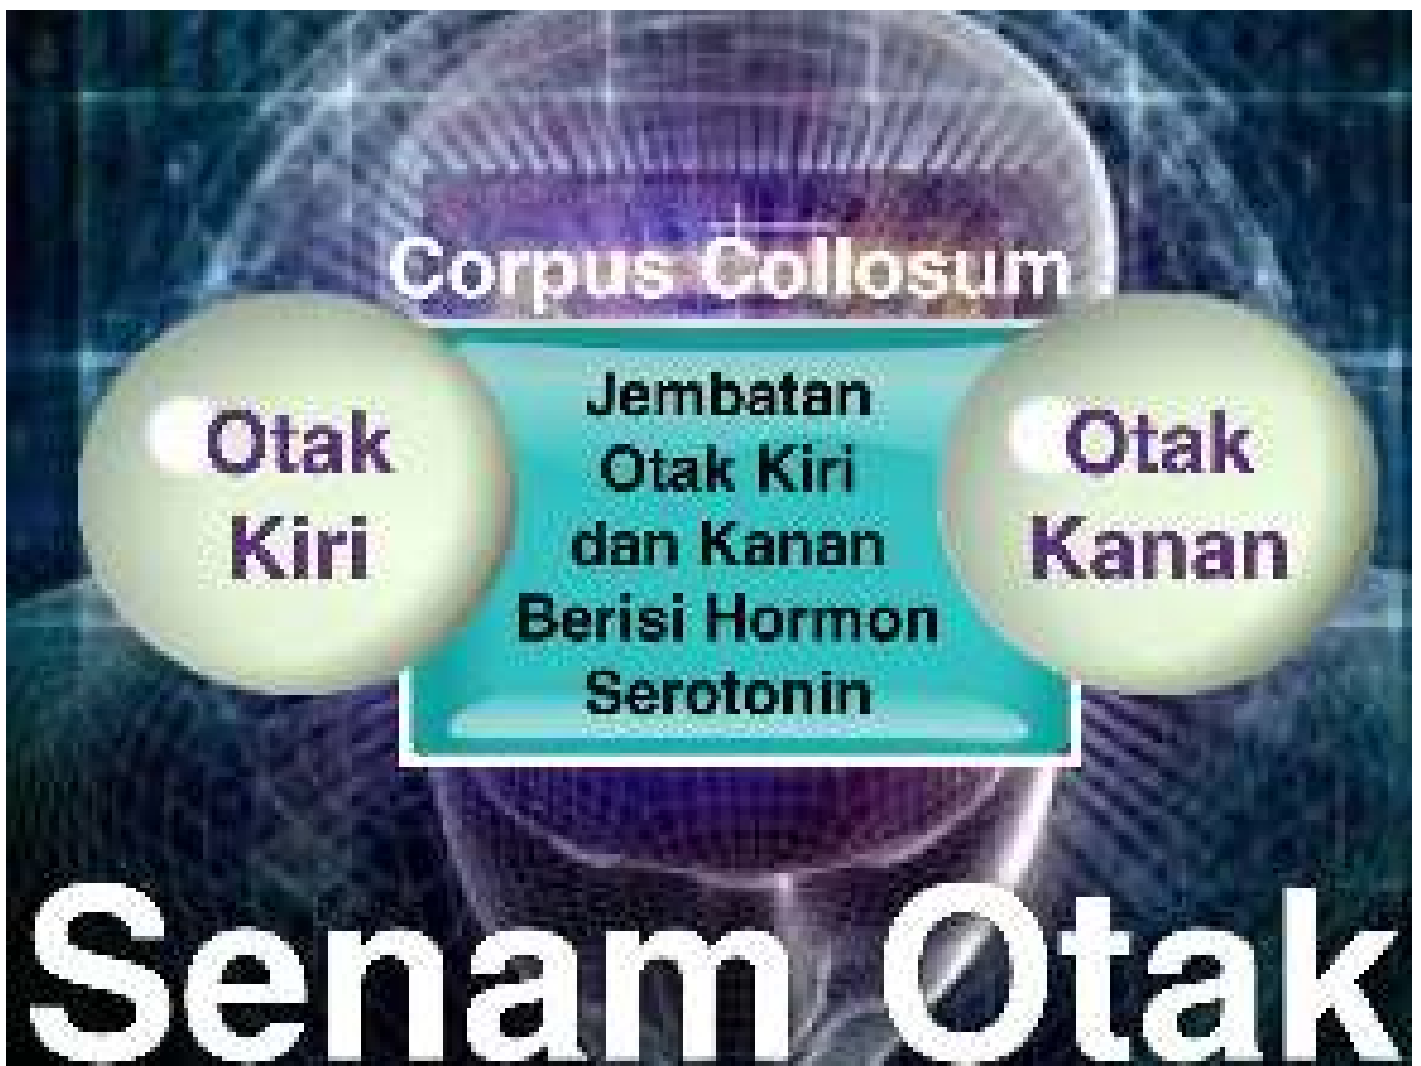 Corpus Collosum
Otak
Kiri
Jembatan
Otak Kiri
dan Kanan
Berisi Hormon
Serotonin
Otak
Kanan
Senam Otak